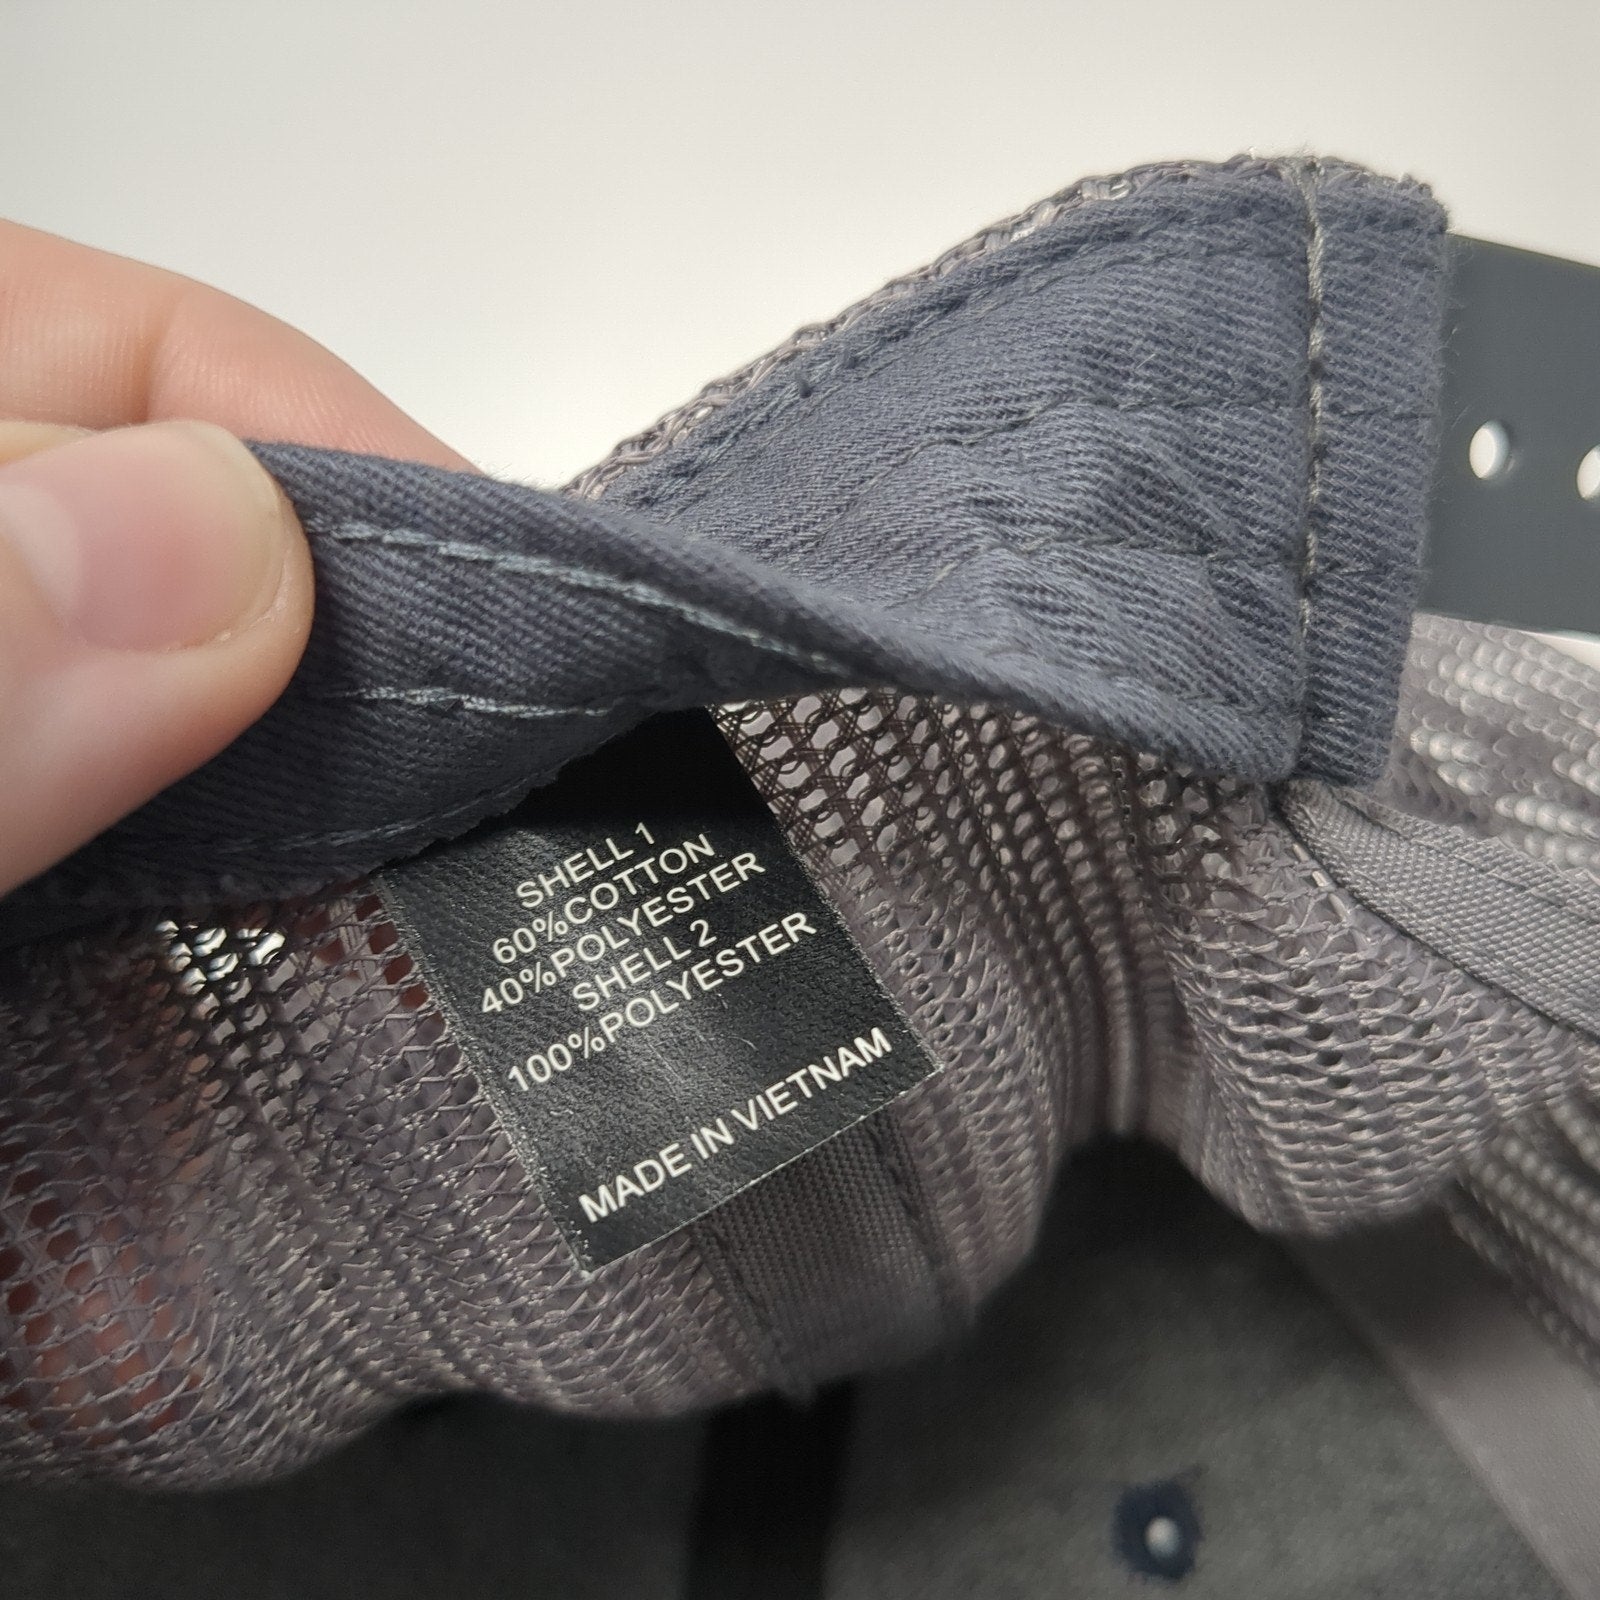 SHELL 1
60%COTTON
40%POLYESTER
SHELL 2
100%POLYESTER
MADE IN VIETNAM